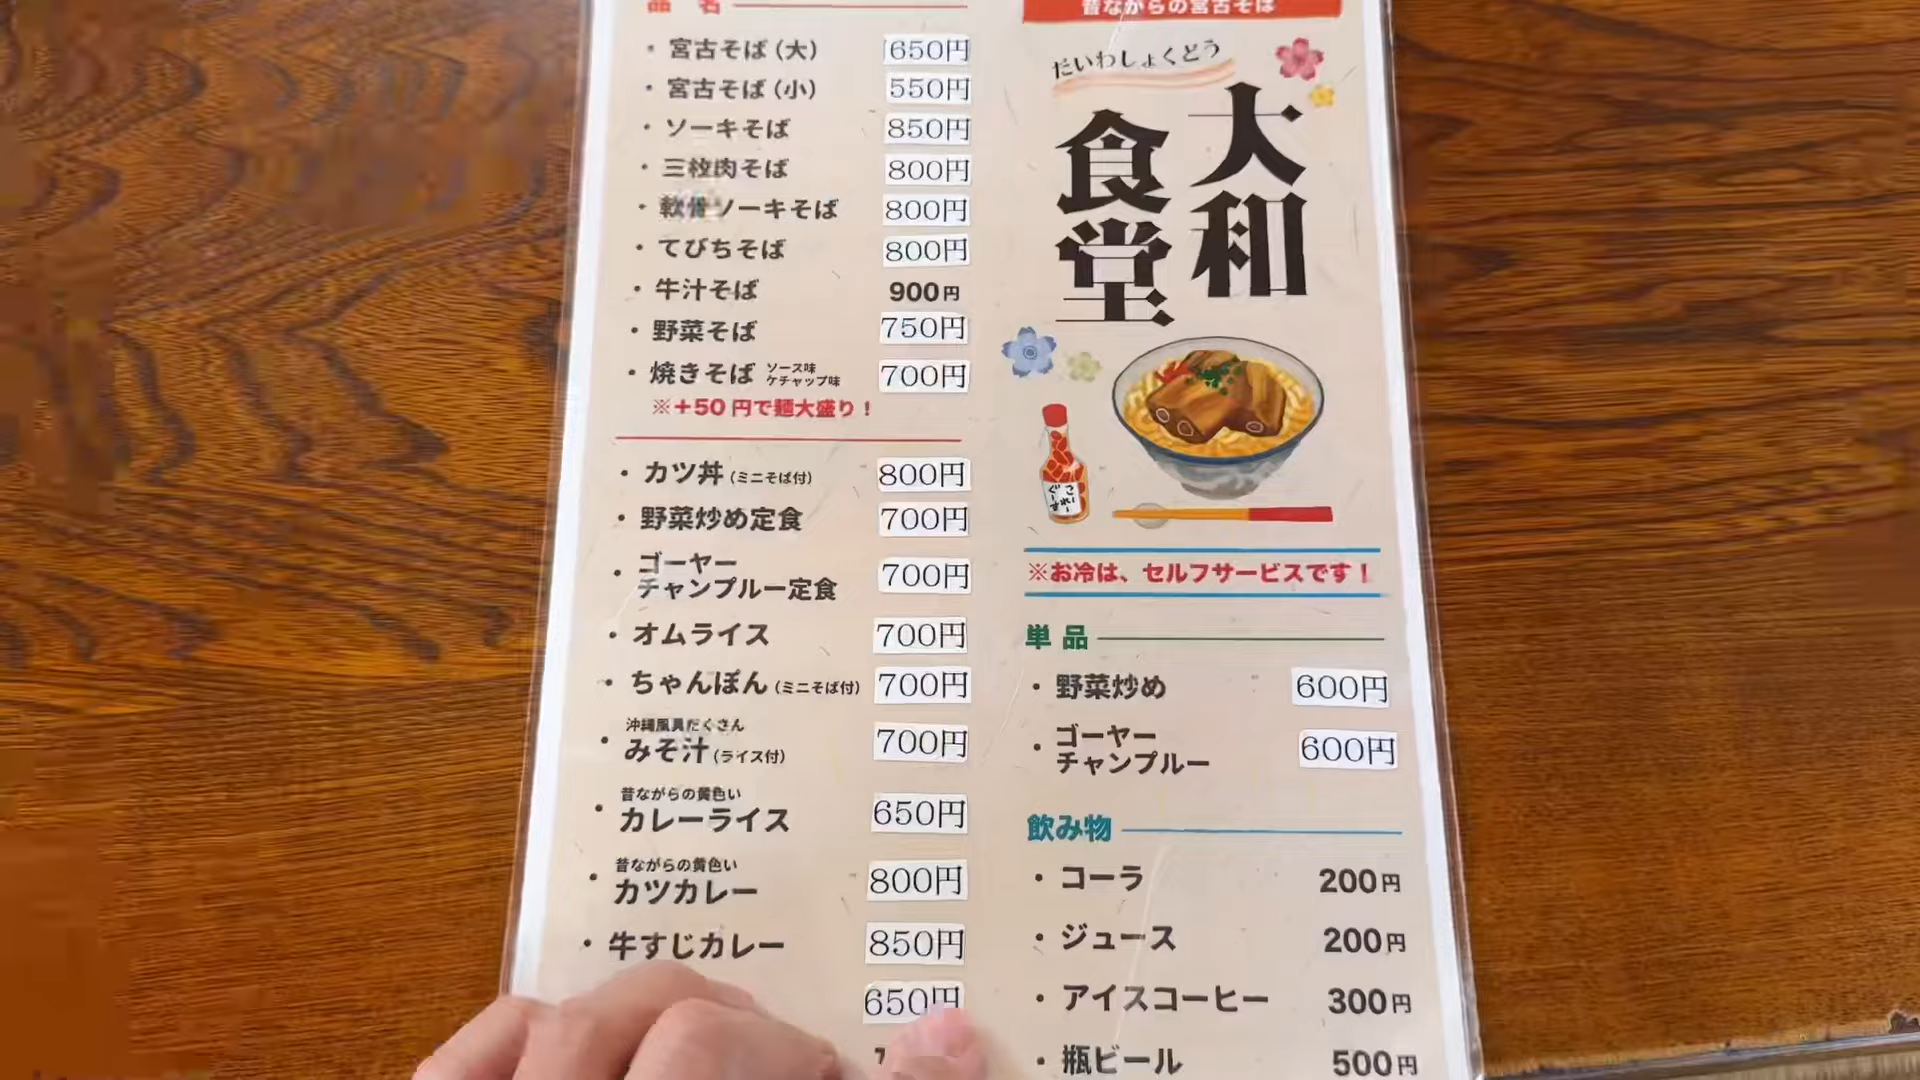 品 名
・宮古そば（大） 650円
・宮古そば（小） 550円
・ソーキそば 850円
・三枚肉そば 800円
・軟骨ソーキそば 800円
・てびちそば 800円
・牛汁そば 900円
・野菜そば 750円
・焼きそば ソース味 ケチャップ味 700円
※＋50円で麺大盛り！
・カツ丼（ミニそば付） 800円
・野菜炒め定食 700円
・ゴーヤー
チャンプルー定食 700円
・オムライス 700円
・ちゃんぽん（ミニそば付） 700円
沖縄風具だくさん
・みそ汁（ライス付） 700円
昔ながらの黄色い
・カレーライス 650円
昔ながらの黄色い
・カツカレー 800円
・牛すじカレー 850円
650円
昔ながらの宮古そば
だいわしょくどう
大和
食堂
こーれー
ぐーす
※お冷は、セルフサービスです！
単 品
・野菜炒め 600円
・ゴーヤー
チャンプルー 600円
飲み物
・コーラ 200円
・ジュース 200円
・アイスコーヒー 300円
・瓶ビール 500円